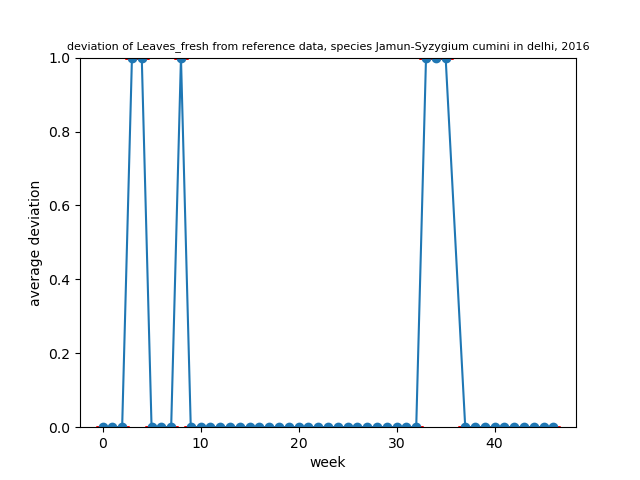 deviation of Leaves_fresh from reference data, species Jamun-Syzygium cumini in delhi, 2016
1.0
0.8
0.6
0.4
0.2
0.0
average deviation
0 10 20 30 40
week